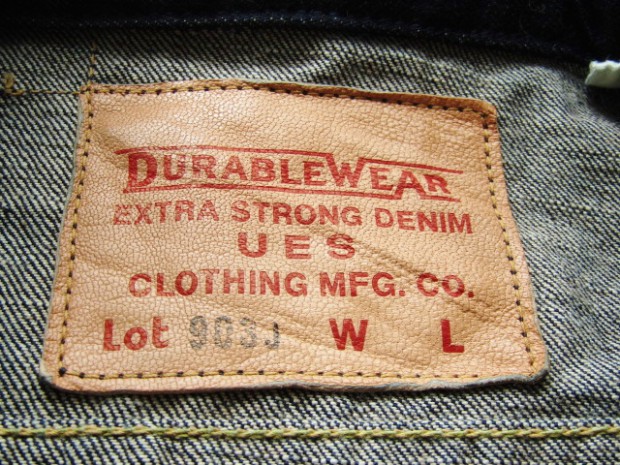 DURABLEWEAR
EXTRA STRONG DENIM
UES
CLOTHING MFG. CO.
Lot 903J W L